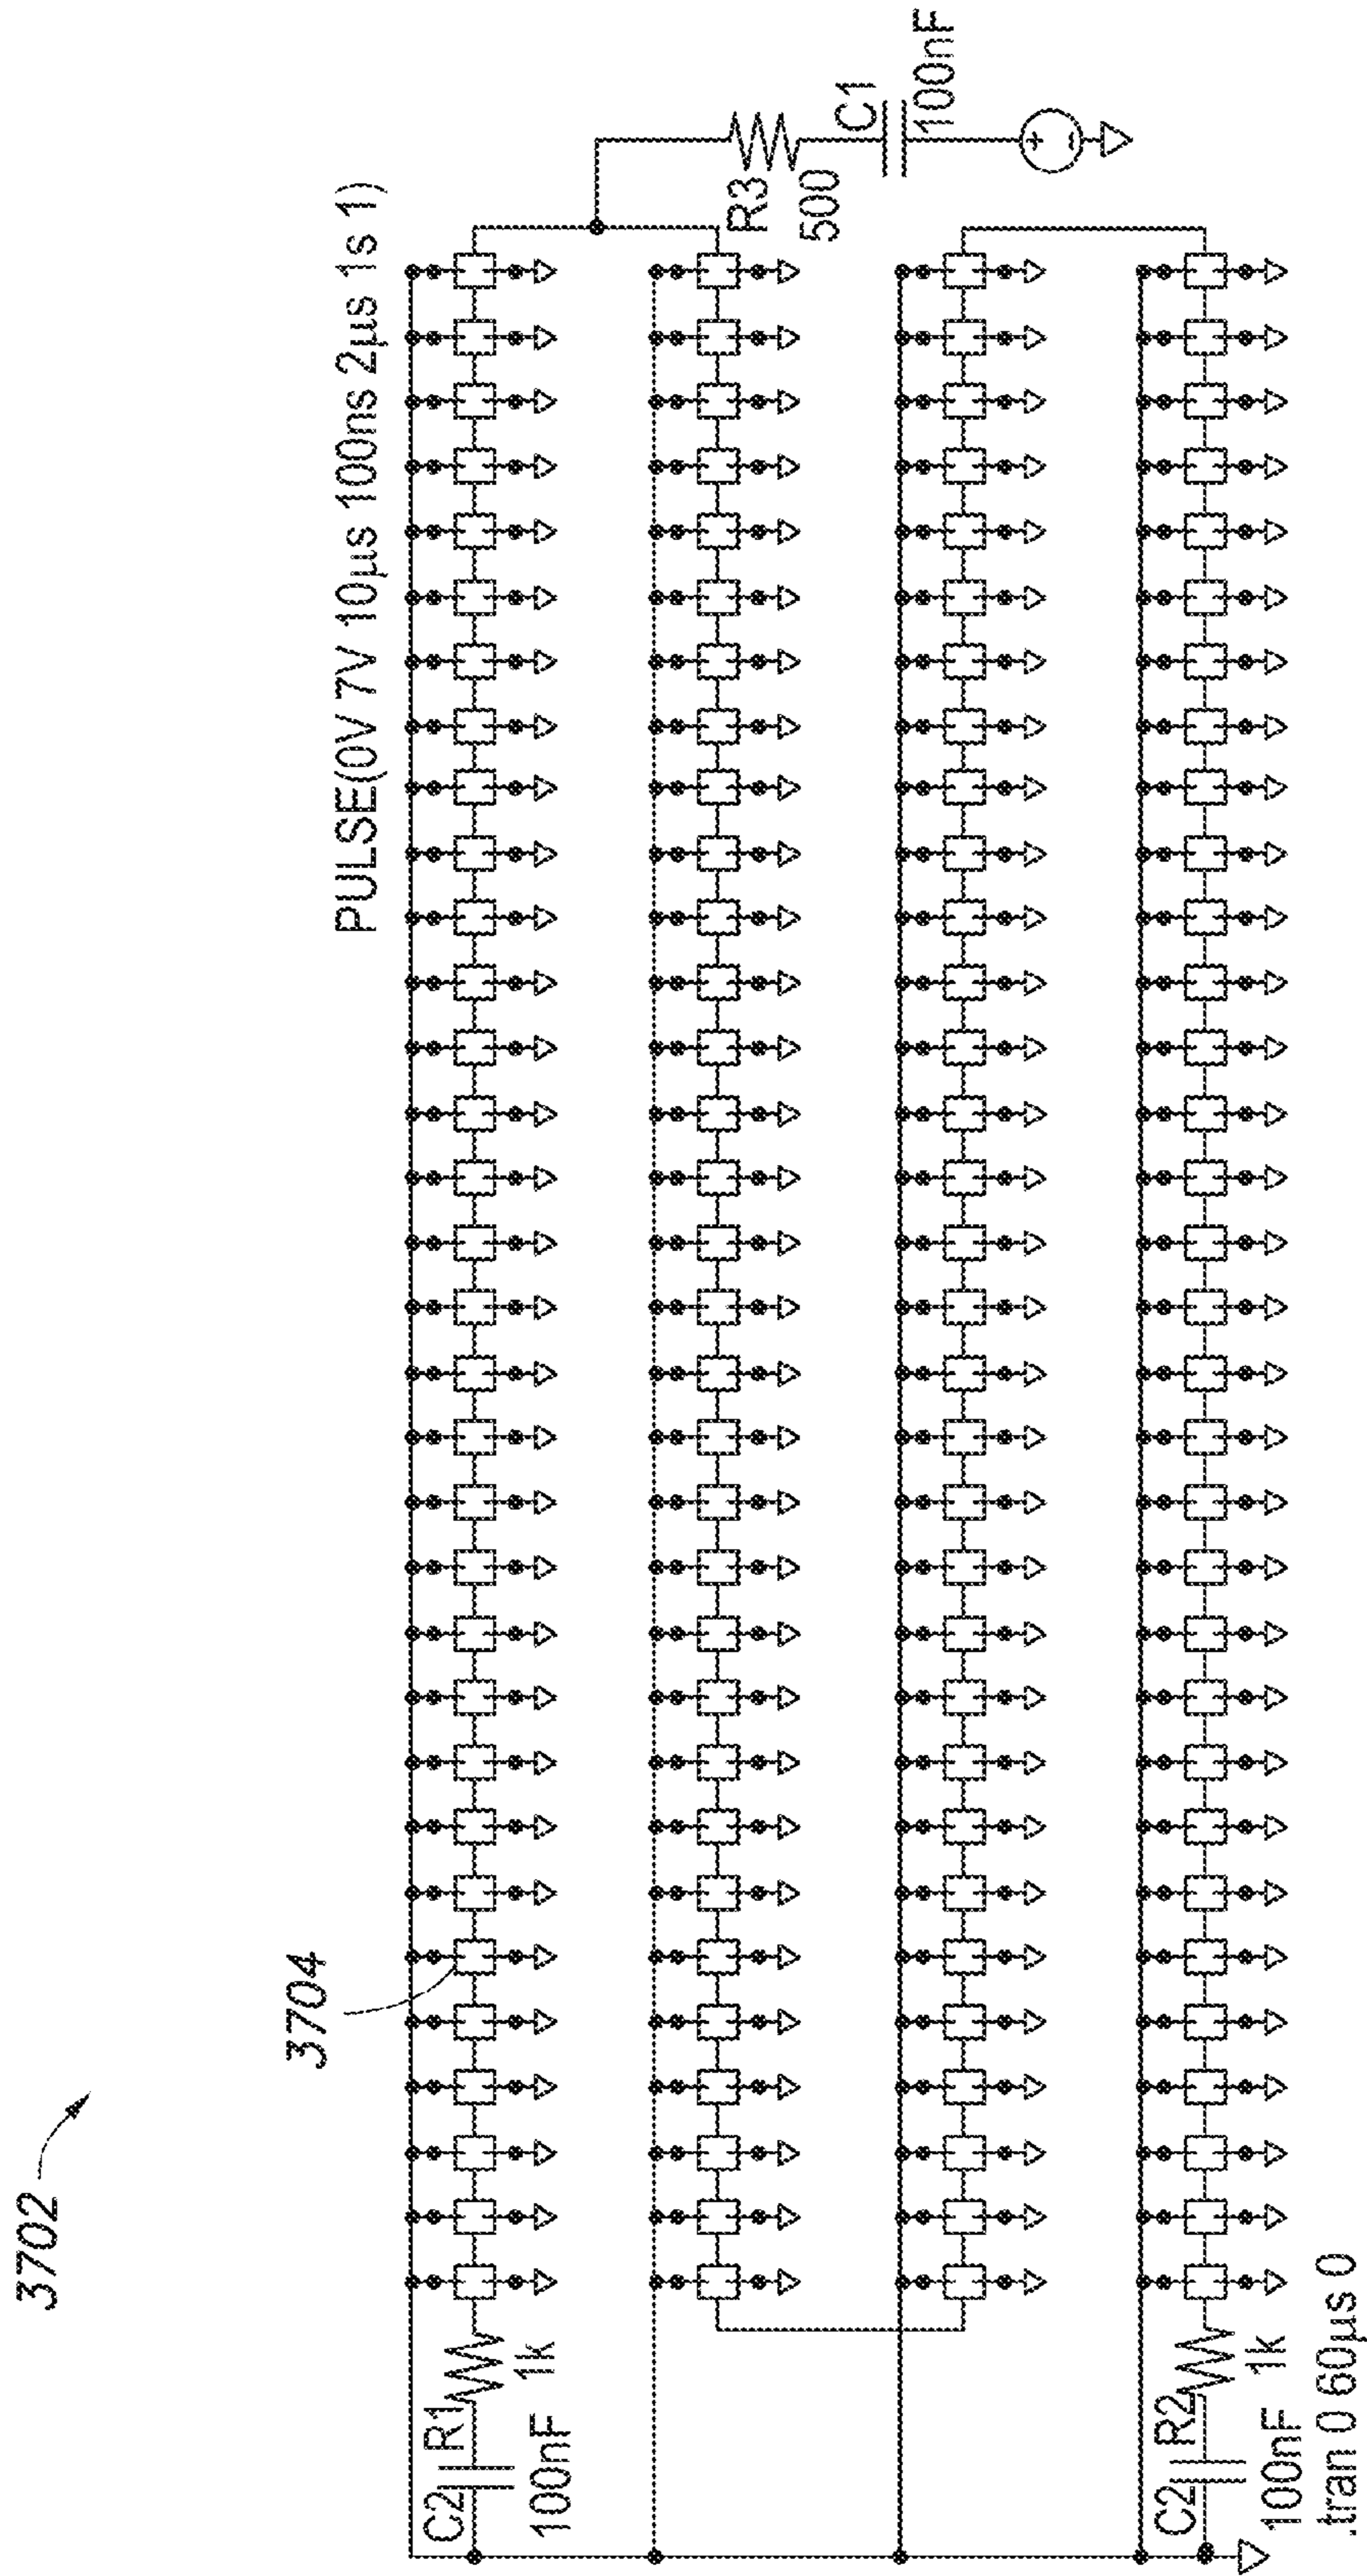 3702
3704
PULSE(0V 7V 10µs 100ns 2µs 1s 1)
C2
R1
1k
100nF
R3
500
C1
100nF
C2
R2
1k
100nF
.tran 0 60µs 0